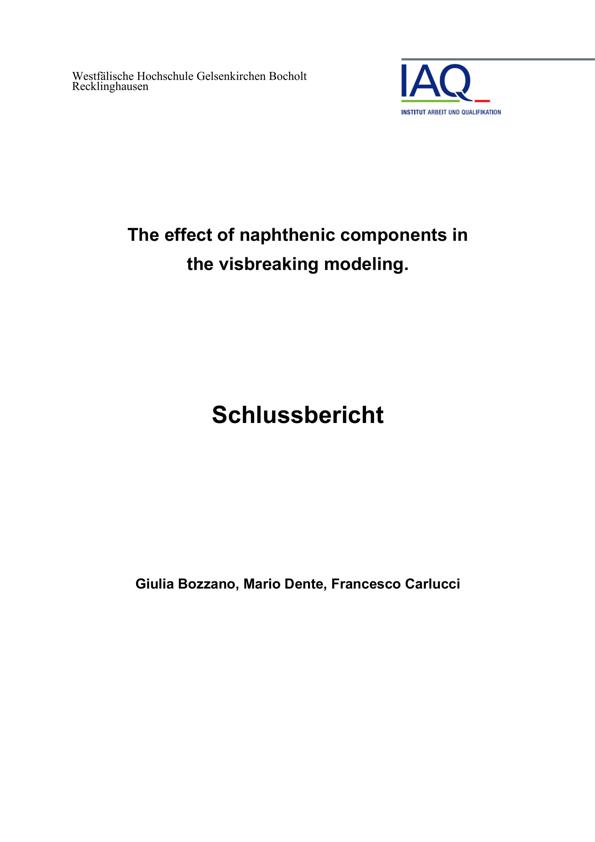 Westfälische Hochschule Gelsenkirchen Bocholt
Recklinghausen
IAQ
INSTITUT ARBEIT UND QUALIFIKATION
The effect of naphthenic components in
the visbreaking modeling.
Schlussbericht
Giulia Bozzano, Mario Dente, Francesco Carlucci